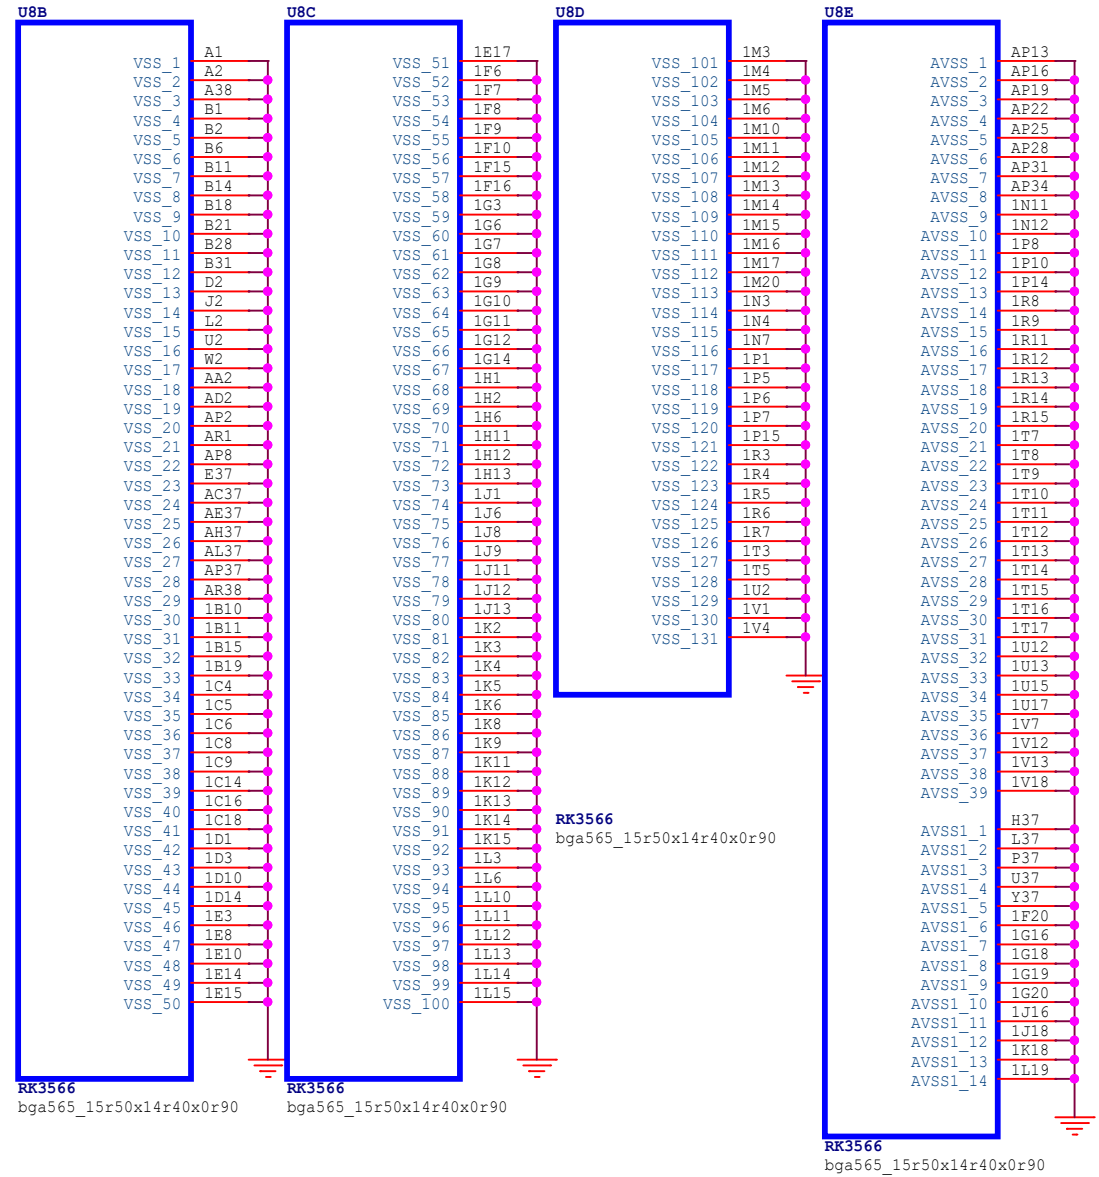 U8B
VSS_1 A1
VSS_2 A2
VSS_3 A38
VSS_4 B1
VSS_5 B2
VSS_6 B6
VSS_7 B11
VSS_8 B14
VSS_9 B18
VSS_10 B21
VSS_11 B28
VSS_12 B31
VSS_13 D2
VSS_14 J2
VSS_15 L2
VSS_16 U2
VSS_17 W2
VSS_18 AA2
VSS_19 AD2
VSS_20 AP2
VSS_21 AR1
VSS_22 AP8
VSS_23 E37
VSS_24 AC37
VSS_25 AE37
VSS_26 AH37
VSS_27 AL37
VSS_28 AP37
VSS_29 AR38
VSS_30 1B10
VSS_31 1B11
VSS_32 1B15
VSS_33 1B19
VSS_34 1C4
VSS_35 1C5
VSS_36 1C6
VSS_37 1C8
VSS_38 1C9
VSS_39 1C14
VSS_40 1C16
VSS_41 1C18
VSS_42 1D1
VSS_43 1D3
VSS_44 1D10
VSS_45 1D14
VSS_46 1E3
VSS_47 1E8
VSS_48 1E10
VSS_49 1E14
VSS_50 1E15
RK3566
bga565_15r50x14r40x0r90
U8C
VSS_51 1E17
VSS_52 1F6
VSS_53 1F7
VSS_54 1F8
VSS_55 1F9
VSS_56 1F10
VSS_57 1F15
VSS_58 1F16
VSS_59 1G3
VSS_60 1G6
VSS_61 1G7
VSS_62 1G8
VSS_63 1G9
VSS_64 1G10
VSS_65 1G11
VSS_66 1G12
VSS_67 1G14
VSS_68 1H1
VSS_69 1H2
VSS_70 1H6
VSS_71 1H11
VSS_72 1H12
VSS_73 1H13
VSS_74 1J1
VSS_75 1J6
VSS_76 1J8
VSS_77 1J9
VSS_78 1J11
VSS_79 1J12
VSS_80 1J13
VSS_81 1K2
VSS_82 1K3
VSS_83 1K4
VSS_84 1K5
VSS_85 1K6
VSS_86 1K8
VSS_87 1K9
VSS_88 1K11
VSS_89 1K12
VSS_90 1K13
VSS_91 1K14
VSS_92 1K15
VSS_93 1L3
VSS_94 1L6
VSS_95 1L10
VSS_96 1L11
VSS_97 1L12
VSS_98 1L13
VSS_99 1L14
VSS_100 1L15
RK3566
bga565_15r50x14r40x0r90
U8D
VSS_101 1M3
VSS_102 1M4
VSS_103 1M5
VSS_104 1M6
VSS_105 1M10
VSS_106 1M11
VSS_107 1M12
VSS_108 1M13
VSS_109 1M14
VSS_110 1M15
VSS_111 1M16
VSS_112 1M17
VSS_113 1M20
VSS_114 1N3
VSS_115 1N4
VSS_116 1N7
VSS_117 1P1
VSS_118 1P5
VSS_119 1P6
VSS_120 1P7
VSS_121 1P15
VSS_122 1R3
VSS_123 1R4
VSS_124 1R5
VSS_125 1R6
VSS_126 1R7
VSS_127 1T3
VSS_128 1T5
VSS_129 1U2
VSS_130 1V1
VSS_131 1V4
RK3566
bga565_15r50x14r40x0r90
U8E
AVSS_1 AP13
AVSS_2 AP16
AVSS_3 AP19
AVSS_4 AP22
AVSS_5 AP25
AVSS_6 AP28
AVSS_7 AP31
AVSS_8 AP34
AVSS_9 1N11
AVSS_10 1N12
AVSS_11 1P8
AVSS_12 1P10
AVSS_13 1P14
AVSS_14 1R8
AVSS_15 1R9
AVSS_16 1R11
AVSS_17 1R12
AVSS_18 1R13
AVSS_19 1R14
AVSS_20 1R15
AVSS_21 1T7
AVSS_22 1T8
AVSS_23 1T9
AVSS_24 1T10
AVSS_25 1T11
AVSS_26 1T12
AVSS_27 1T13
AVSS_28 1T14
AVSS_29 1T15
AVSS_30 1T16
AVSS_31 1T17
AVSS_32 1U12
AVSS_33 1U13
AVSS_34 1U15
AVSS_35 1U17
AVSS_36 1V7
AVSS_37 1V12
AVSS_38 1V13
AVSS_39 1V18
AVSS1_1 H37
AVSS1_2 L37
AVSS1_3 P37
AVSS1_4 U37
AVSS1_5 Y37
AVSS1_6 1F20
AVSS1_7 1G16
AVSS1_8 1G18
AVSS1_9 1G19
AVSS1_10 1G20
AVSS1_11 1J16
AVSS1_12 1J18
AVSS1_13 1K18
AVSS1_14 1L19
RK3566
bga565_15r50x14r40x0r90